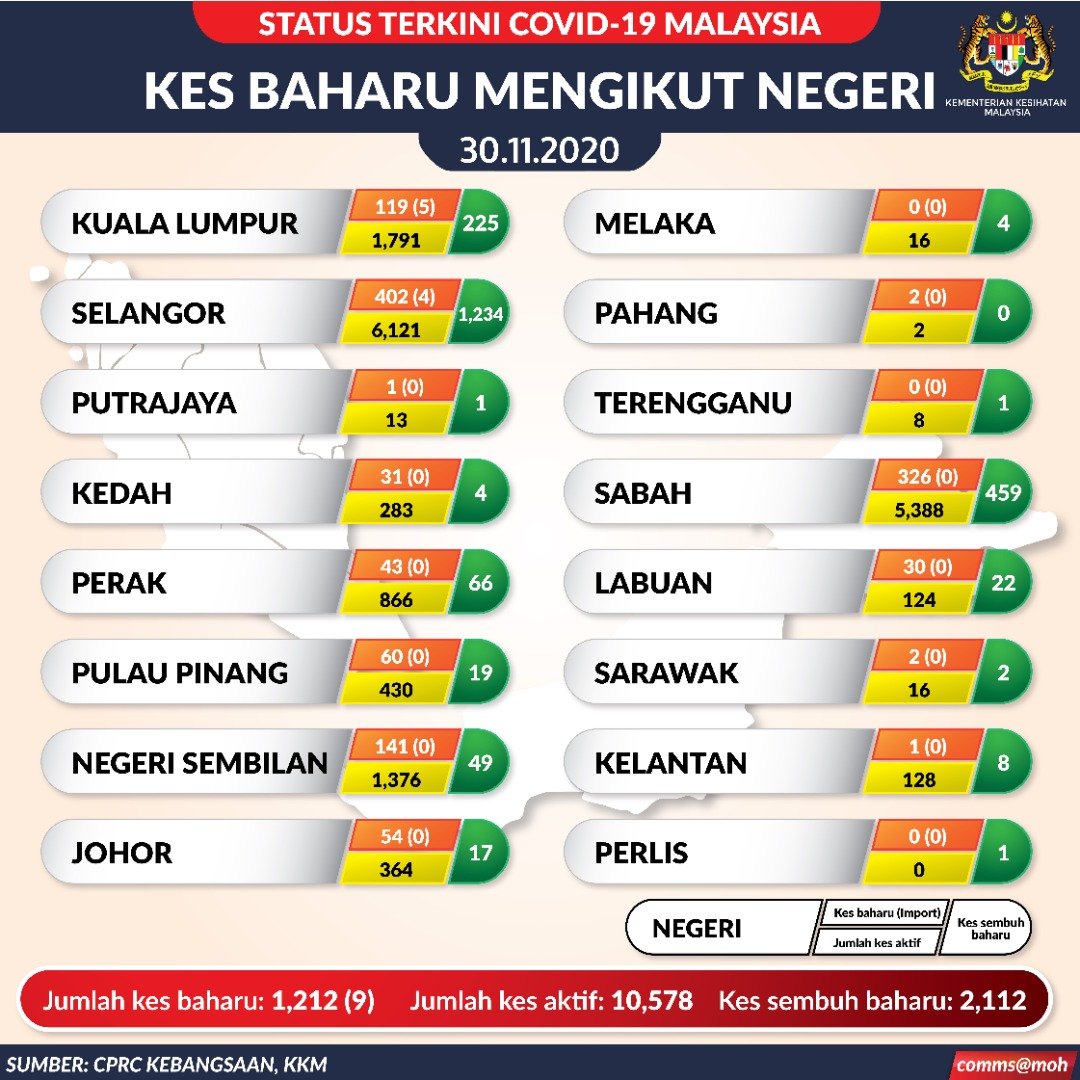 STATUS TERKINI COVID-19 MALAYSIA
KES BAHARU MENGIKUT NEGERI
KEMENTERIAN KESIHATAN
MALAYSIA
30.11.2020
KUALA LUMPUR
119 (5)
1,791
225
SELANGOR
402 (4)
6,121
1,234
PUTRAJAYA
1 (0)
13
1
KEDAH
31 (0)
283
4
PERAK
43 (0)
866
66
PULAU PINANG
60 (0)
430
19
NEGERI SEMBILAN
141 (0)
1,376
49
JOHOR
54 (0)
364
17
MELAKA
0 (0)
16
4
PAHANG
2 (0)
2
0
TERENGGANU
0 (0)
8
1
SABAH
326 (0)
5,388
459
LABUAN
30 (0)
124
22
SARAWAK
2 (0)
16
2
KELANTAN
1 (0)
128
8
PERLIS
0 (0)
0
1
NEGERI
Kes baharu (Import)
Jumlah kes aktif
Kes sembuh
baharu
Jumlah kes baharu: 1,212 (9) Jumlah kes aktif: 10,578 Kes sembuh baharu: 2,112
SUMBER: CPRC KEBANGSAAN, KKM
comms@moh